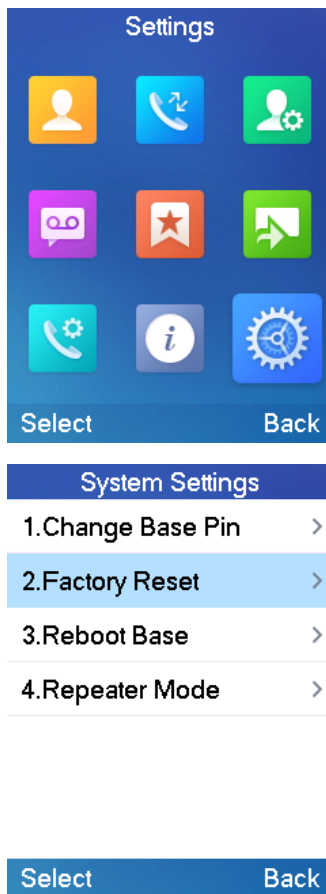 Settings
i
Select Back
System Settings
1.Change Base Pin
2.Factory Reset
3.Reboot Base
4.Repeater Mode
Select Back